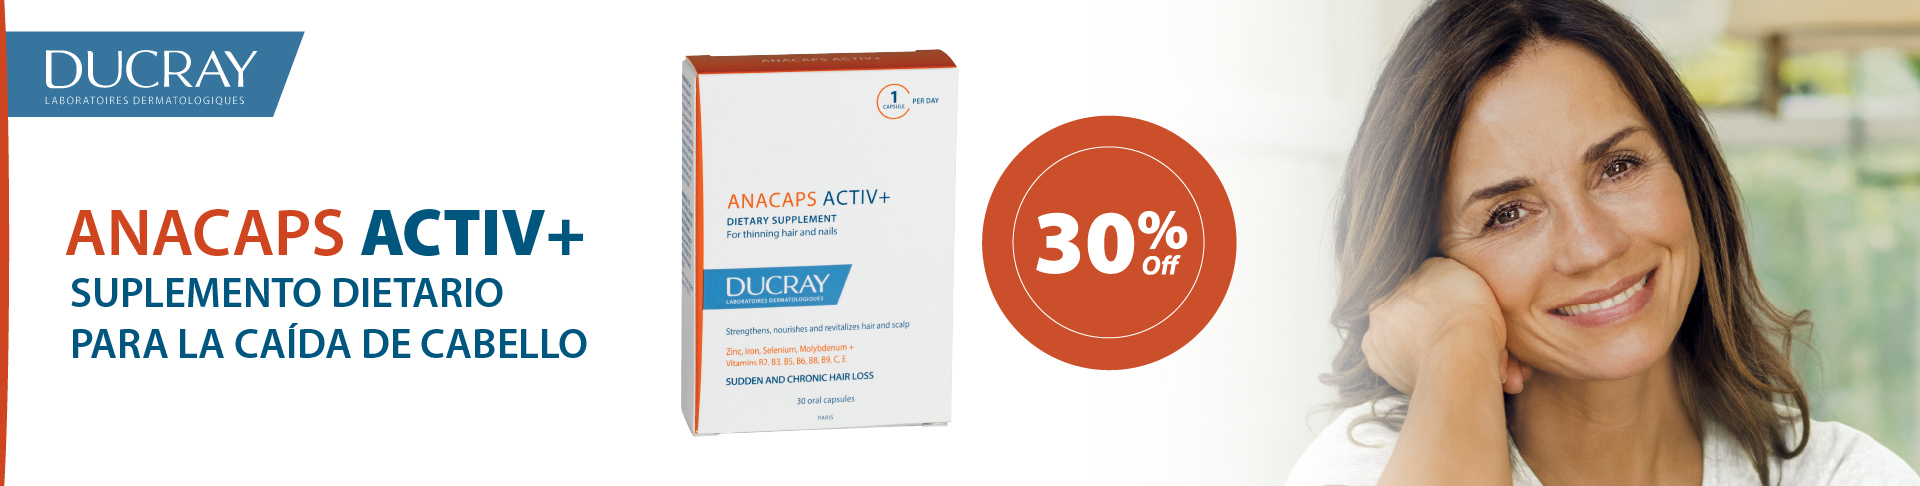 DUCRAY
LABORATOIRES DERMATOLOGIQUES
ANACAPS ACTIV+
SUPLEMENTO DIETARIO
PARA LA CAÍDA DE CABELLO
ANACAPS ACTIV+
1
CAPSULE
PER DAY
ANACAPS ACTIV+
DIETARY SUPPLEMENT
For thinning hair and nails
DUCRAY
LABORATOIRES DERMATOLOGIQUES
Strengthens, nourishes and revitalizes hair and scalp
Zinc, Iron, Selenium, Molybdenum +
Vitamins B2, B3, B5, B6, B8, B9, C, E
SUDDEN AND CHRONIC HAIR LOSS
30 oral capsules
PARIS
30%
Off